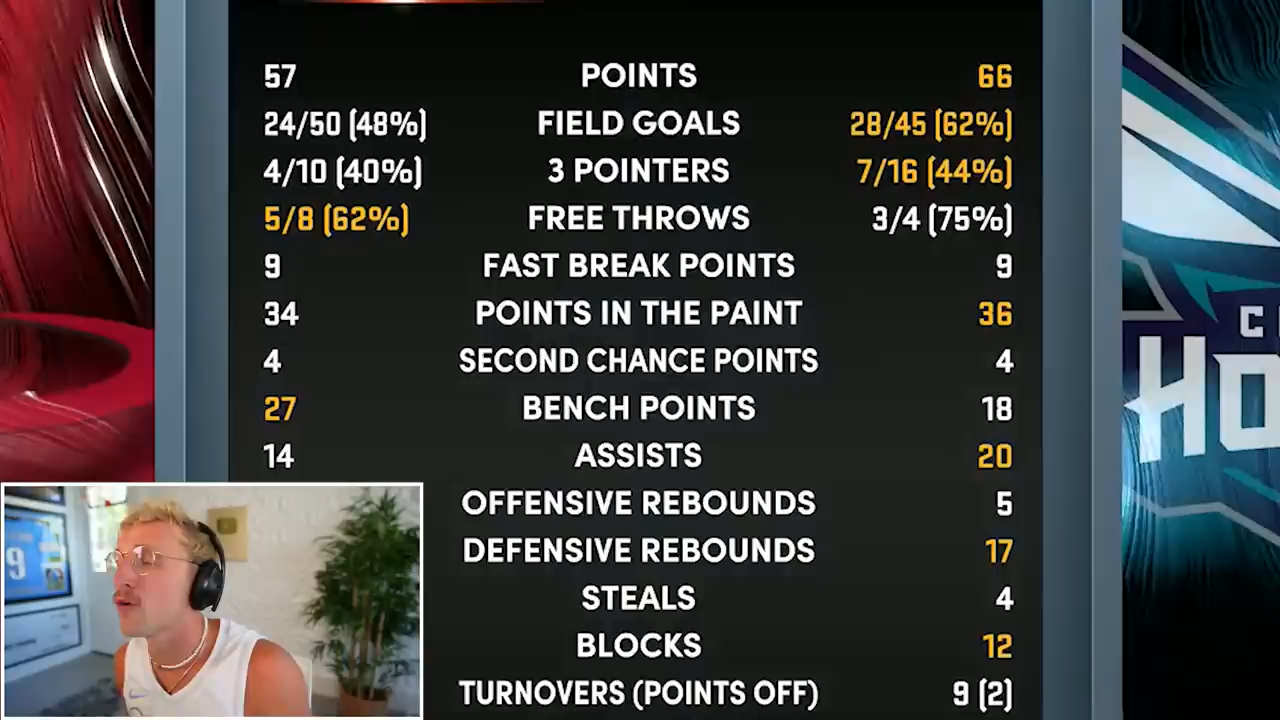 57 POINTS 66
24/50 (48%) FIELD GOALS 28/45 (62%)
4/10 (40%) 3 POINTERS 7/16 (44%)
5/8 (62%) FREE THROWS 3/4 (75%)
9 FAST BREAK POINTS 9
34 POINTS IN THE PAINT 36
4 SECOND CHANCE POINTS 4
27 BENCH POINTS 18
14 ASSISTS 20
OFFENSIVE REBOUNDS 5
DEFENSIVE REBOUNDS 17
STEALS 4
BLOCKS 12
TURNOVERS (POINTS OFF) 9 (2)
C
HO
9